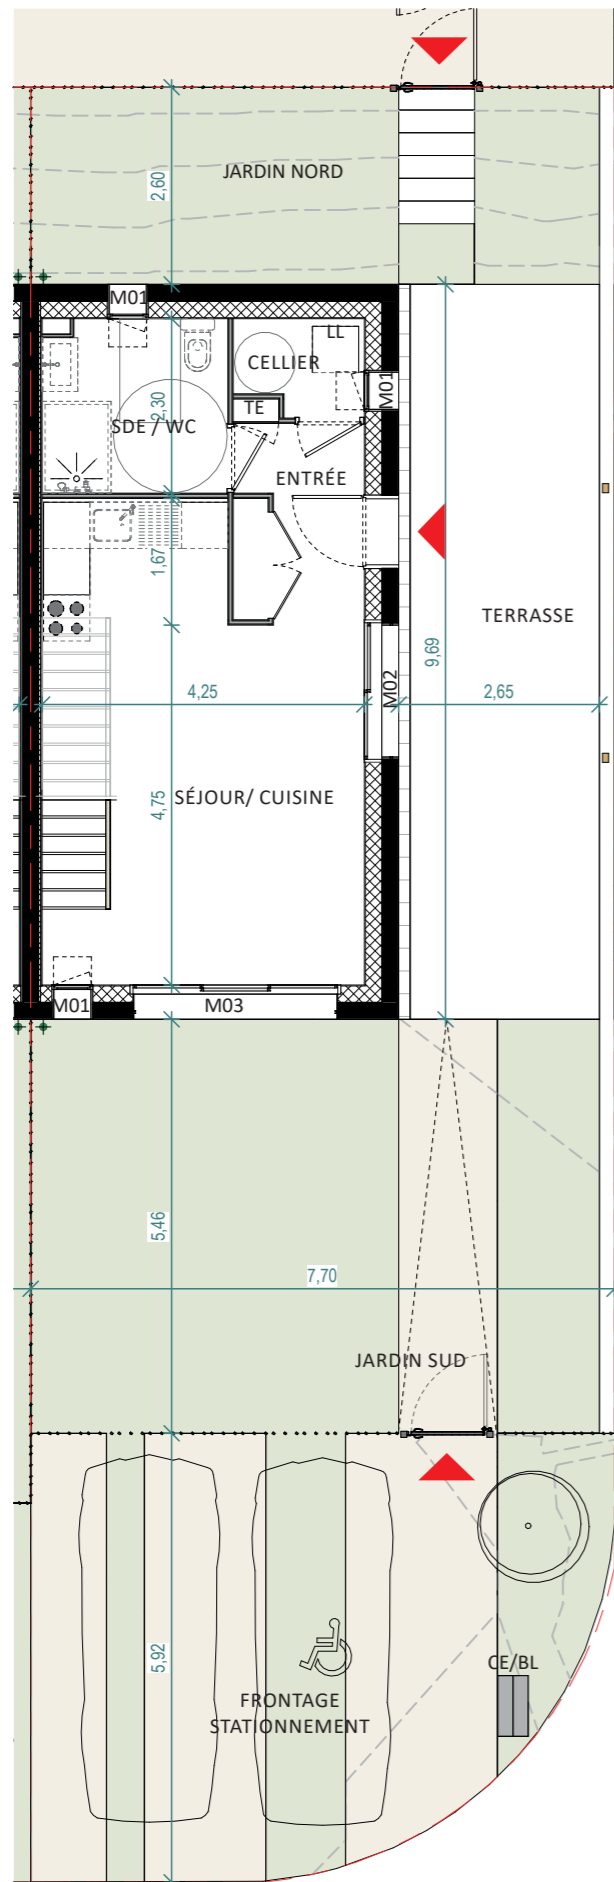 JARDIN NORD
2,60
M01
LL
CELLIER
M01
TE
2,30
SDE / WC
ENTRÉE
1,67
TERRASSE
9,69
M02
4,25
2,65
4,75
SÉJOUR/ CUISINE
M01
M03
5,46
7,70
JARDIN SUD
5,92
CE/BL
FRONTAGE
STATIONNEMENT